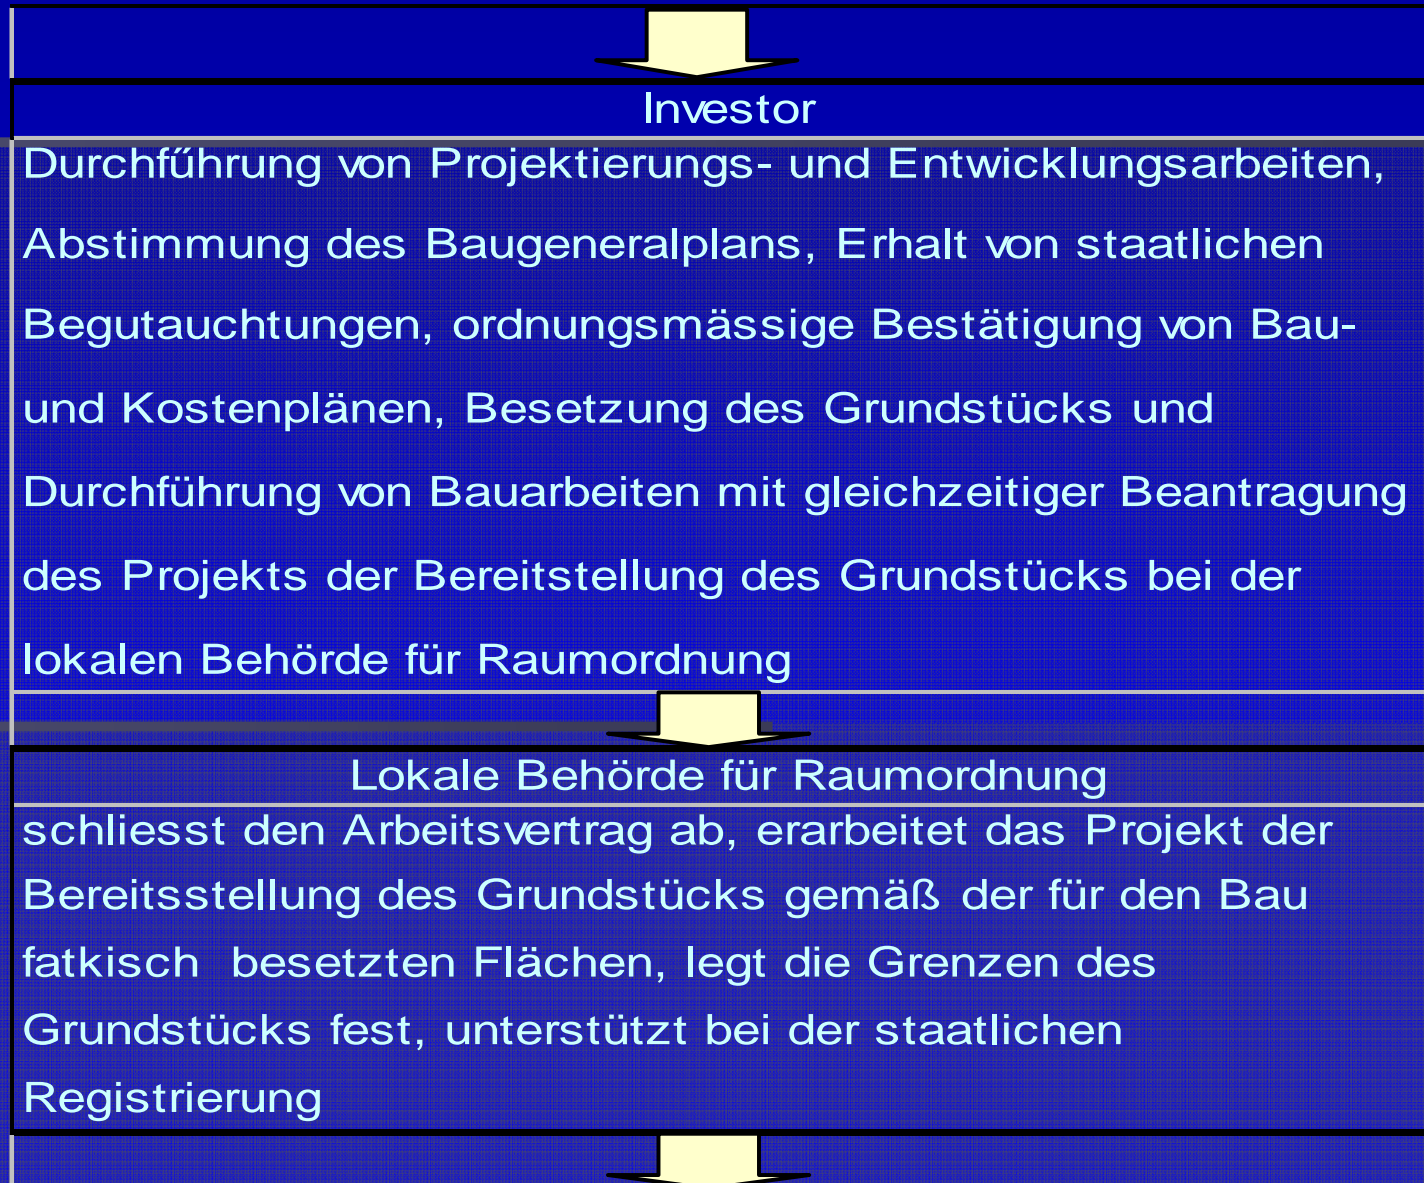 Investor
Durchfűhrung von Projektierungs- und Entwicklungsarbeiten,
Abstimmung des Baugeneralplans, Erhalt von staatlichen
Begutauchtungen, ordnungsmässige Bestätigung von Bau-
und Kostenplänen, Besetzung des Grundstücks und
Durchführung von Bauarbeiten mit gleichzeitiger Beantragung
des Projekts der Bereitstellung des Grundstücks bei der
lokalen Behörde für Raumordnung
Lokale Behörde für Raumordnung
schliesst den Arbeitsvertrag ab, erarbeitet das Projekt der
Bereitsstellung des Grundstücks gemäß der für den Bau
fatkisch besetzten Flächen, legt die Grenzen des
Grundstücks fest, unterstützt bei der staatlichen
Registrierung